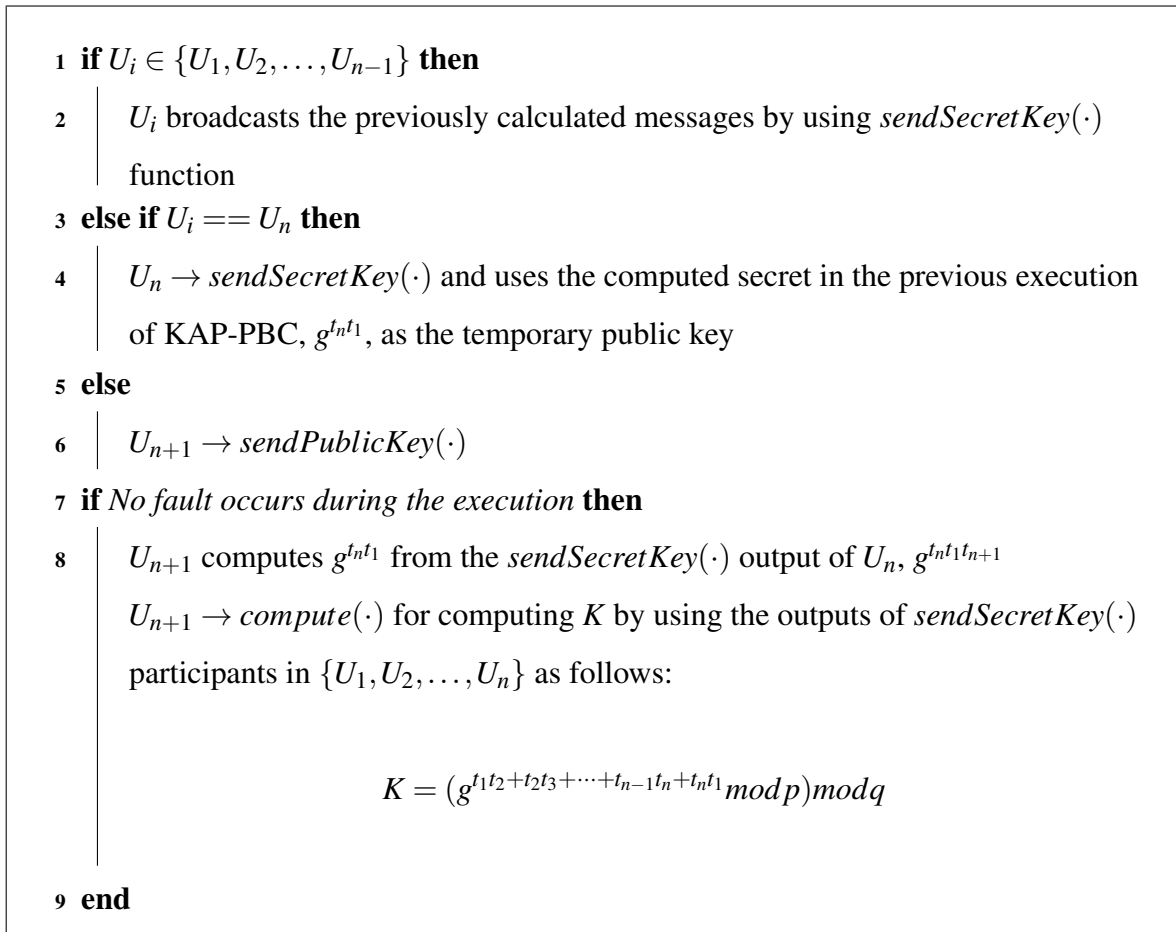 1 if U_i ∈ {U_1, U_2, ..., U_{n−1}} then
2 U_i broadcasts the previously calculated messages by using sendSecretKey(·)
function
3 else if U_i == U_n then
4 U_n → sendSecretKey(·) and uses the computed secret in the previous execution
of KAP-PBC, g^{t_n t_1}, as the temporary public key
5 else
6 U_{n+1} → sendPublicKey(·)
7 if No fault occurs during the execution then
8 U_{n+1} computes g^{t_n t_1} from the sendSecretKey(·) output of U_n, g^{t_n t_1 t_{n+1}}
U_{n+1} → compute(·) for computing K by using the outputs of sendSecretKey(·)
participants in {U_1, U_2, ..., U_n} as follows:
K = (g^{t_1 t_2 + t_2 t_3 + ··· + t_{n−1} t_n + t_n t_1} mod p) mod q
9 end